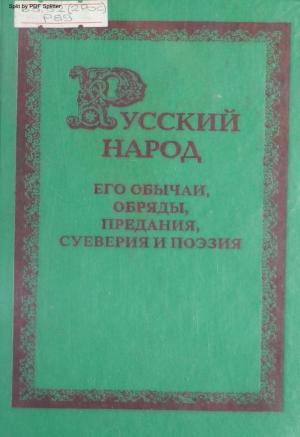 Split by PDF Splitter
РУССКИЙ
НАРОД
ЕГО ОБЫЧАИ,
ОБРЯДЫ,
ПРЕДАНИЯ,
СУЕВЕРИЯ И ПОЭЗИЯ